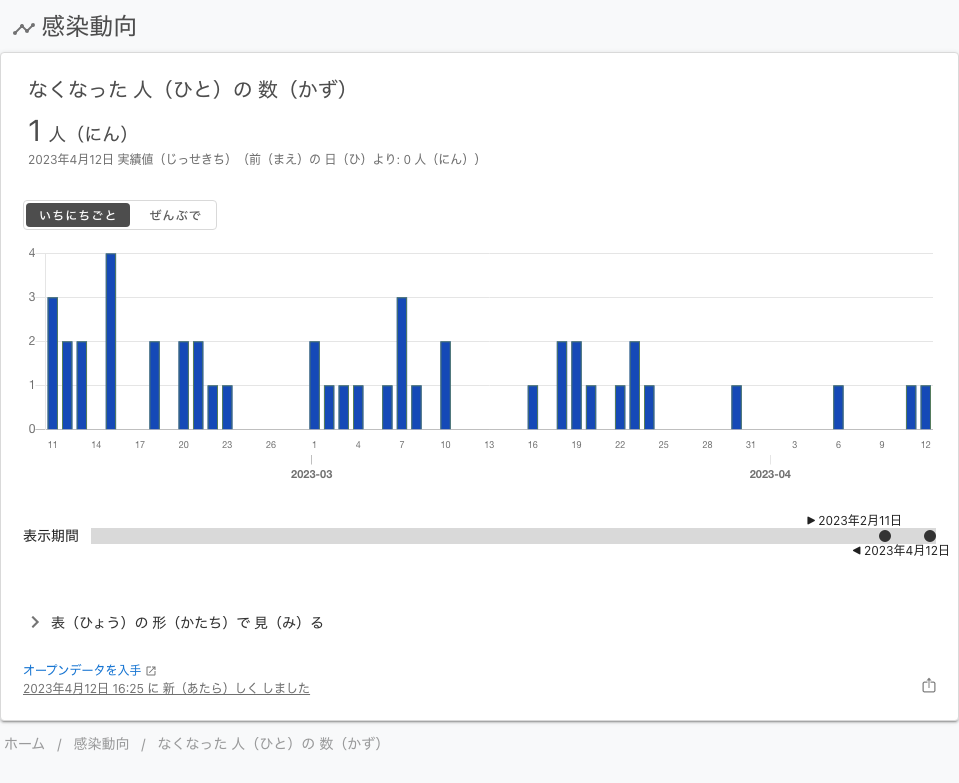 感染動向
なくなった 人（ひと）の 数（かず）
1 人（にん）
2023年4月12日 実績値（じっせきち）（前（まえ）の 日（ひ）より: 0 人（にん））
いちにちごと ぜんぶで
4
3
2
1
0
11 14 17 20 23 26 1 4 7 10 13 16 19 22 25 28 31 3 6 9 12
2023-03 2023-04
2023年2月11日
表示期間
2023年4月12日
表（ひょう）の 形（かたち）で 見（み）る
オープンデータを入手
2023年4月12日 16:25 に 新（あたら）しく しました
ホーム / 感染動向 / なくなった 人（ひと）の 数（かず）